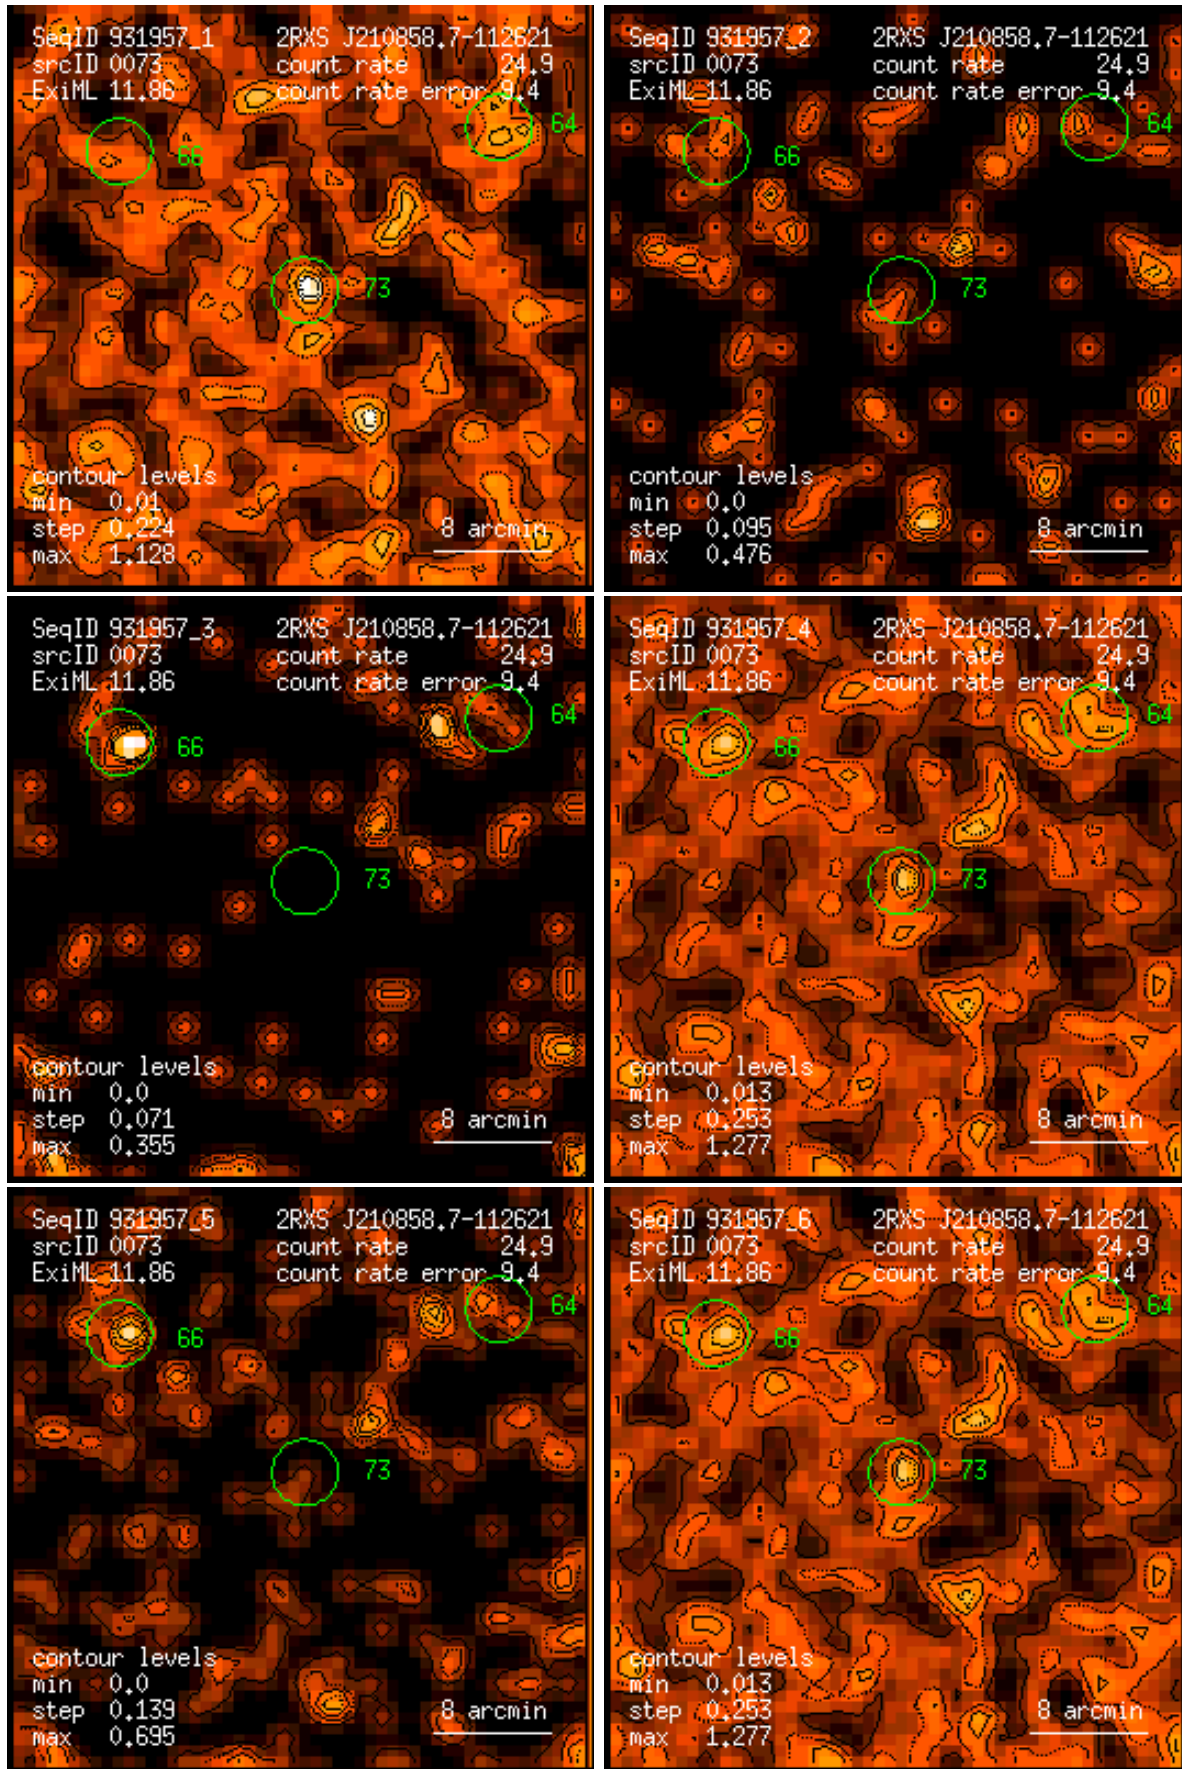 SeqID 931957_1 2RXS J210858.7-112621
srcID 0073 count rate 24.9
ExiML 11.86 count rate error 9.4
64
66
73
contour levels
min 0.01
step 0.224 8 arcmin
max 1.128
SeqID 931957_2 2RXS J210858.7-112621
srcID 0073 count rate 24.9
ExiML 11.86 count rate error 9.4
64
66
73
contour levels
min 0.0
step 0.095 8 arcmin
max 0.476
SeqID 931957_3 2RXS J210858.7-112621
srcID 0073 count rate 24.9
ExiML 11.86 count rate error 9.4
64
66
73
contour levels
min 0.0
step 0.071 8 arcmin
max 0.355
SeqID 931957_4 2RXS J210858.7-112621
srcID 0073 count rate 24.9
ExiML 11.86 count rate error 9.4
64
66
73
contour levels
min 0.013
step 0.253 8 arcmin
max 1.277
SeqID 931957_5 2RXS J210858.7-112621
srcID 0073 count rate 24.9
ExiML 11.86 count rate error 9.4
64
66
73
contour levels
min 0.0
step 0.139 8 arcmin
max 0.695
SeqID 931957_6 2RXS J210858.7-112621
srcID 0073 count rate 24.9
ExiML 11.86 count rate error 9.4
64
66
73
contour levels
min 0.013
step 0.253 8 arcmin
max 1.277